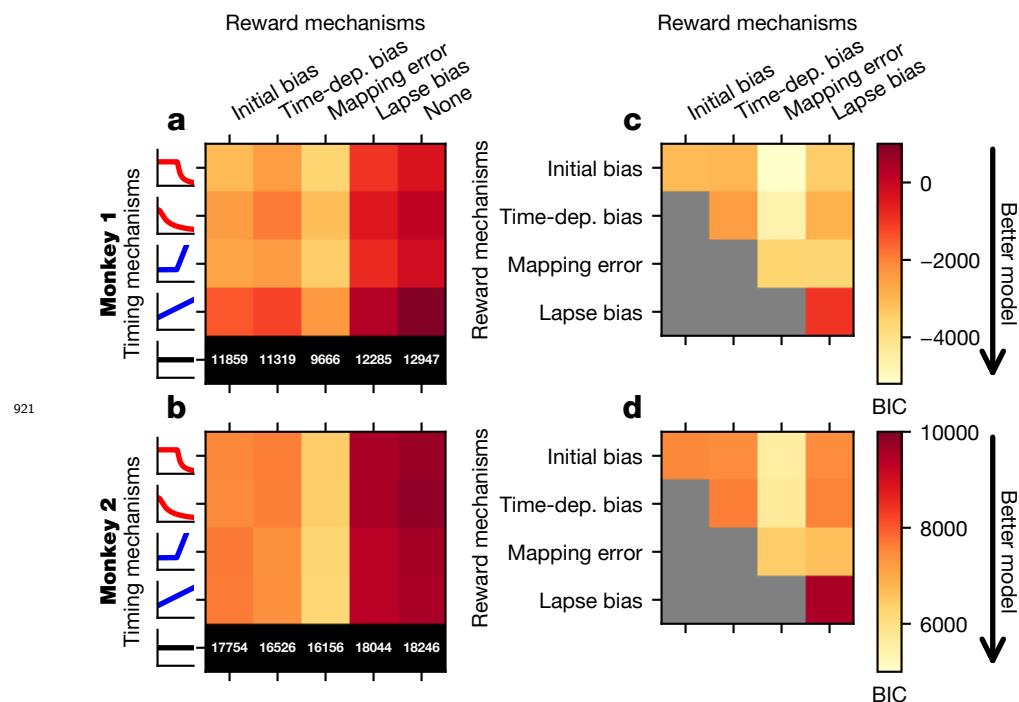 Reward mechanisms
Reward mechanisms
Initial bias
Time-dep. bias
Mapping error
Lapse bias
None
Initial bias
Time-dep. bias
Mapping error
Lapse bias
a
c
Monkey 1
Timing mechanisms
11859 11319 9666 12285 12947
Reward mechanisms
Initial bias
Time-dep. bias
Mapping error
Lapse bias
0
−2000
−4000
BIC
Better model
921
b
d
Monkey 2
Timing mechanisms
17754 16526 16156 18044 18246
Reward mechanisms
Initial bias
Time-dep. bias
Mapping error
Lapse bias
10000
8000
6000
BIC
Better model